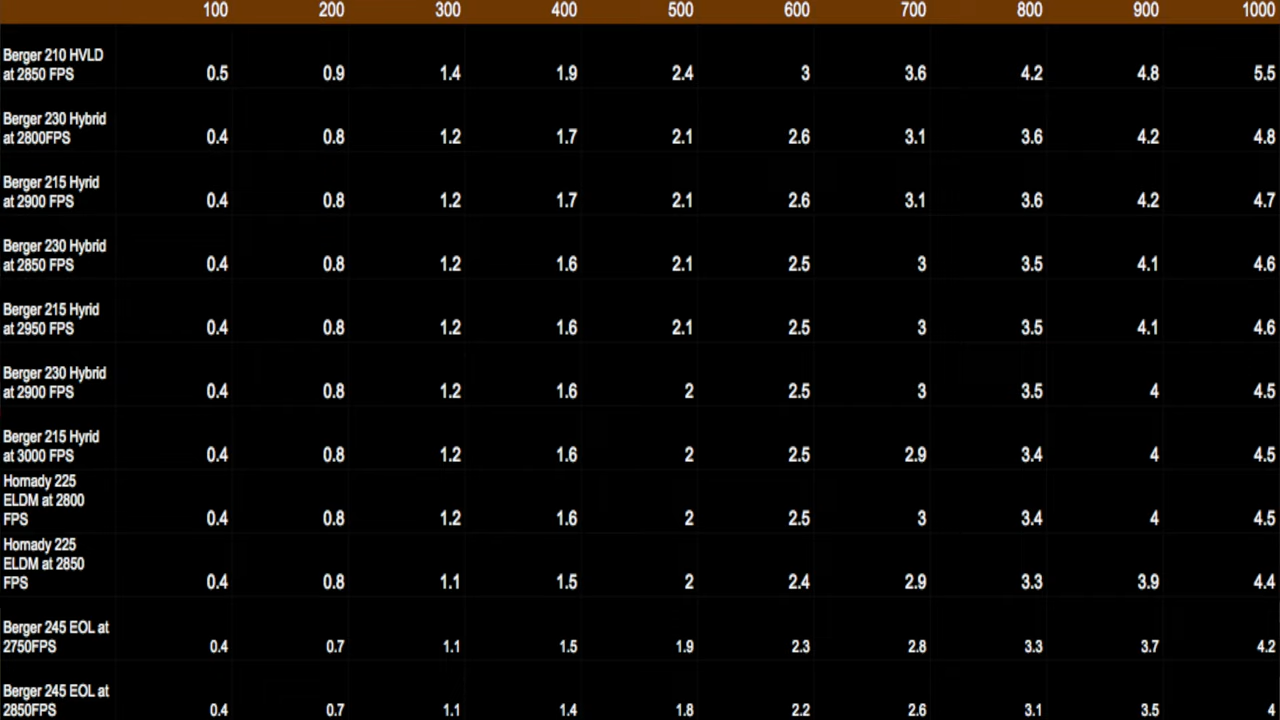 100 200 300 400 500 600 700 800 900 1000
Berger 210 HVLD
at 2850 FPS 0.5 0.9 1.4 1.9 2.4 3 3.6 4.2 4.8 5.5
Berger 230 Hybrid
at 2800FPS 0.4 0.8 1.2 1.7 2.1 2.6 3.1 3.6 4.2 4.8
Berger 215 Hyrid
at 2900 FPS 0.4 0.8 1.2 1.7 2.1 2.6 3.1 3.6 4.2 4.7
Berger 230 Hybrid
at 2850 FPS 0.4 0.8 1.2 1.6 2.1 2.5 3 3.5 4.1 4.6
Berger 215 Hyrid
at 2950 FPS 0.4 0.8 1.2 1.6 2.1 2.5 3 3.5 4.1 4.6
Berger 230 Hybrid
at 2900 FPS 0.4 0.8 1.2 1.6 2 2.5 3 3.5 4 4.5
Berger 215 Hyrid
at 3000 FPS 0.4 0.8 1.2 1.6 2 2.5 2.9 3.4 4 4.5
Hornady 225
ELDM at 2800
FPS 0.4 0.8 1.2 1.6 2 2.5 3 3.4 4 4.5
Hornady 225
ELDM at 2850
FPS 0.4 0.8 1.1 1.5 2 2.4 2.9 3.3 3.9 4.4
Berger 245 EOL at
2750FPS 0.4 0.7 1.1 1.5 1.9 2.3 2.8 3.3 3.7 4.2
Berger 245 EOL at
2850FPS 0.4 0.7 1.1 1.4 1.8 2.2 2.6 3.1 3.5 4